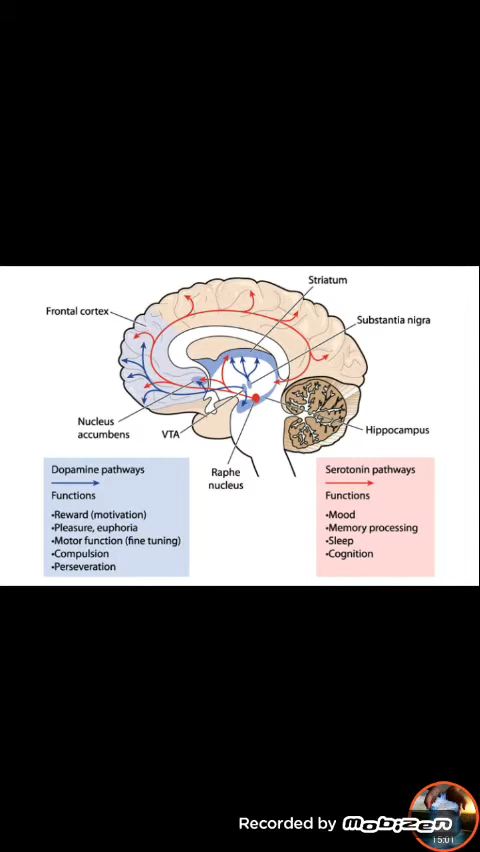 Striatum
Frontal cortex
Substantia nigra
Nucleus
accumbens
VTA
Hippocampus
Raphe
nucleus
Dopamine pathways
Functions
•Reward (motivation)
•Pleasure, euphoria
•Motor function (fine tuning)
•Compulsion
•Perseveration
Serotonin pathways
Functions
•Mood
•Memory processing
•Sleep
•Cognition
Recorded by mobizen
15:01